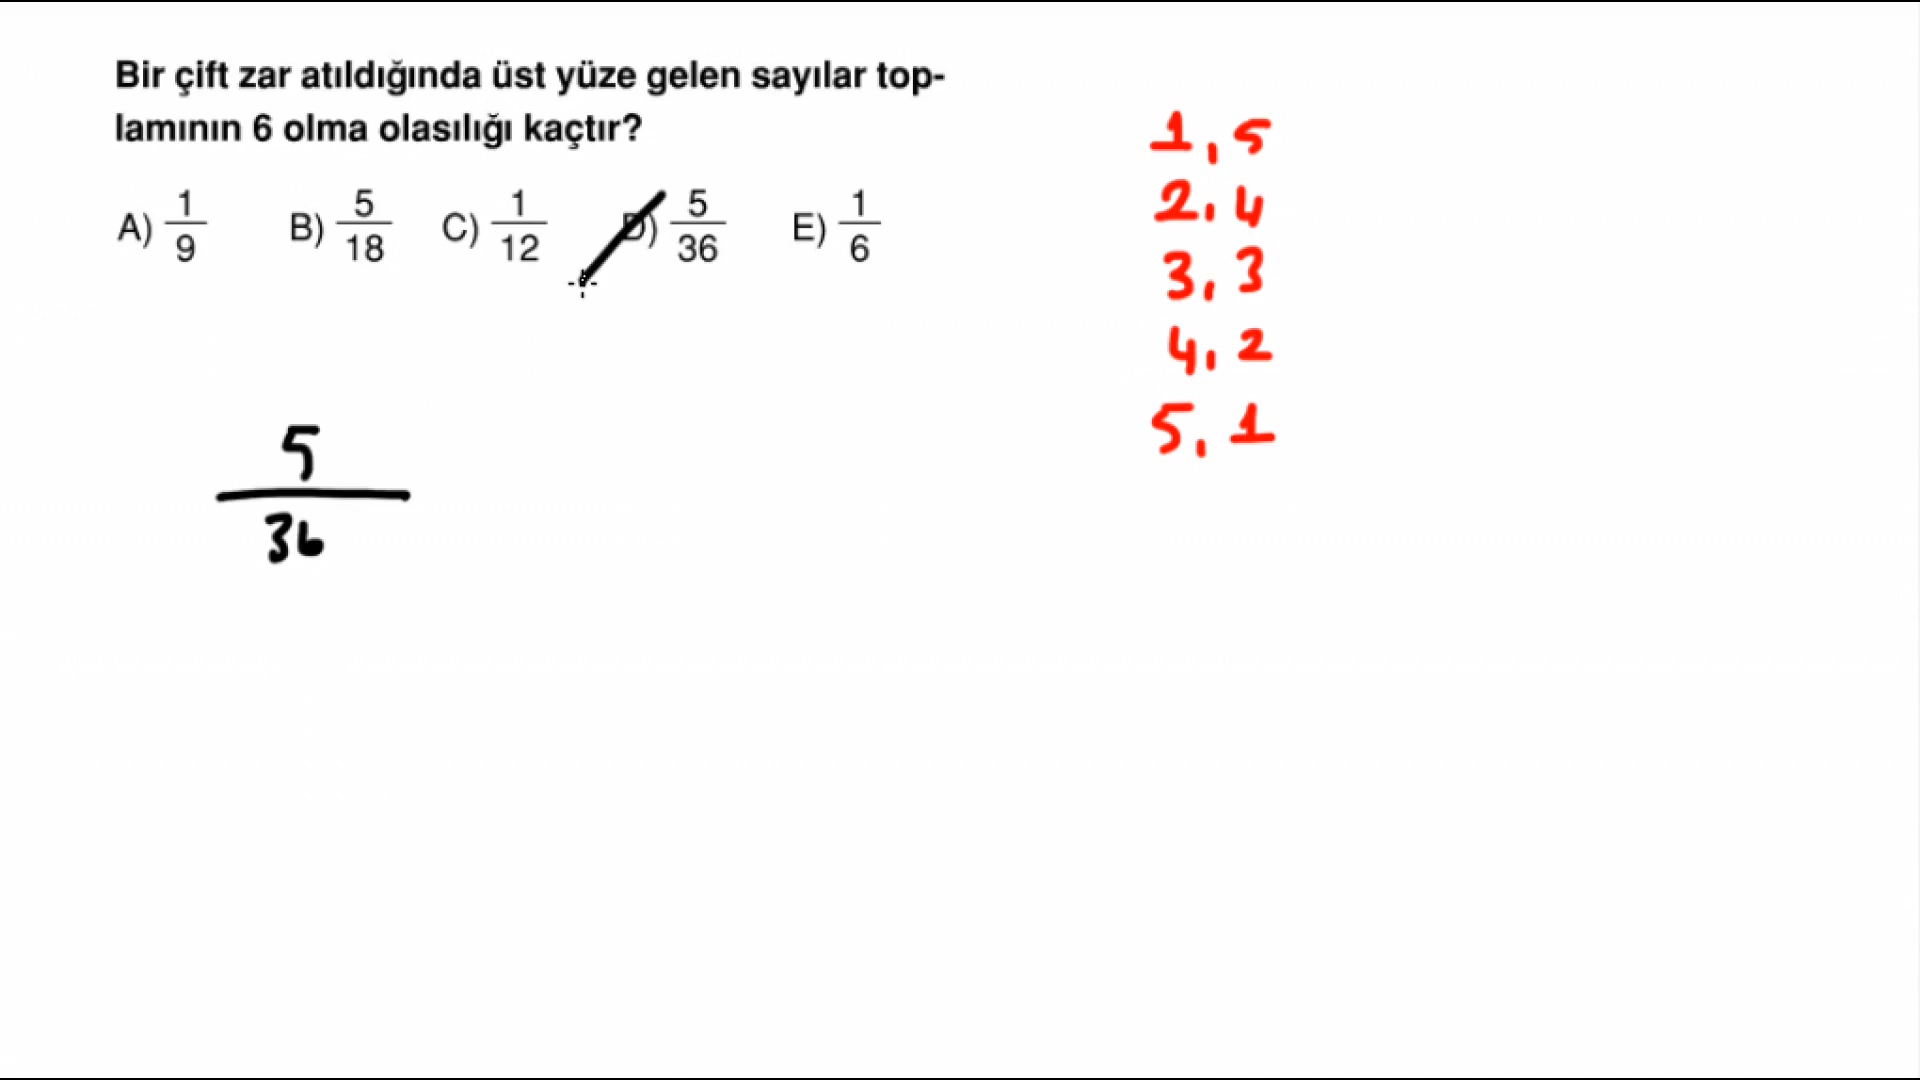 Bir çift zar atıldığında üst yüze gelen sayılar top-
lamının 6 olma olasılığı kaçtır?
A) 1/9 B) 5/18 C) 1/12 D) 5/36 E) 1/6
1, 5
2, 4
3, 3
4, 2
5, 1
5
36